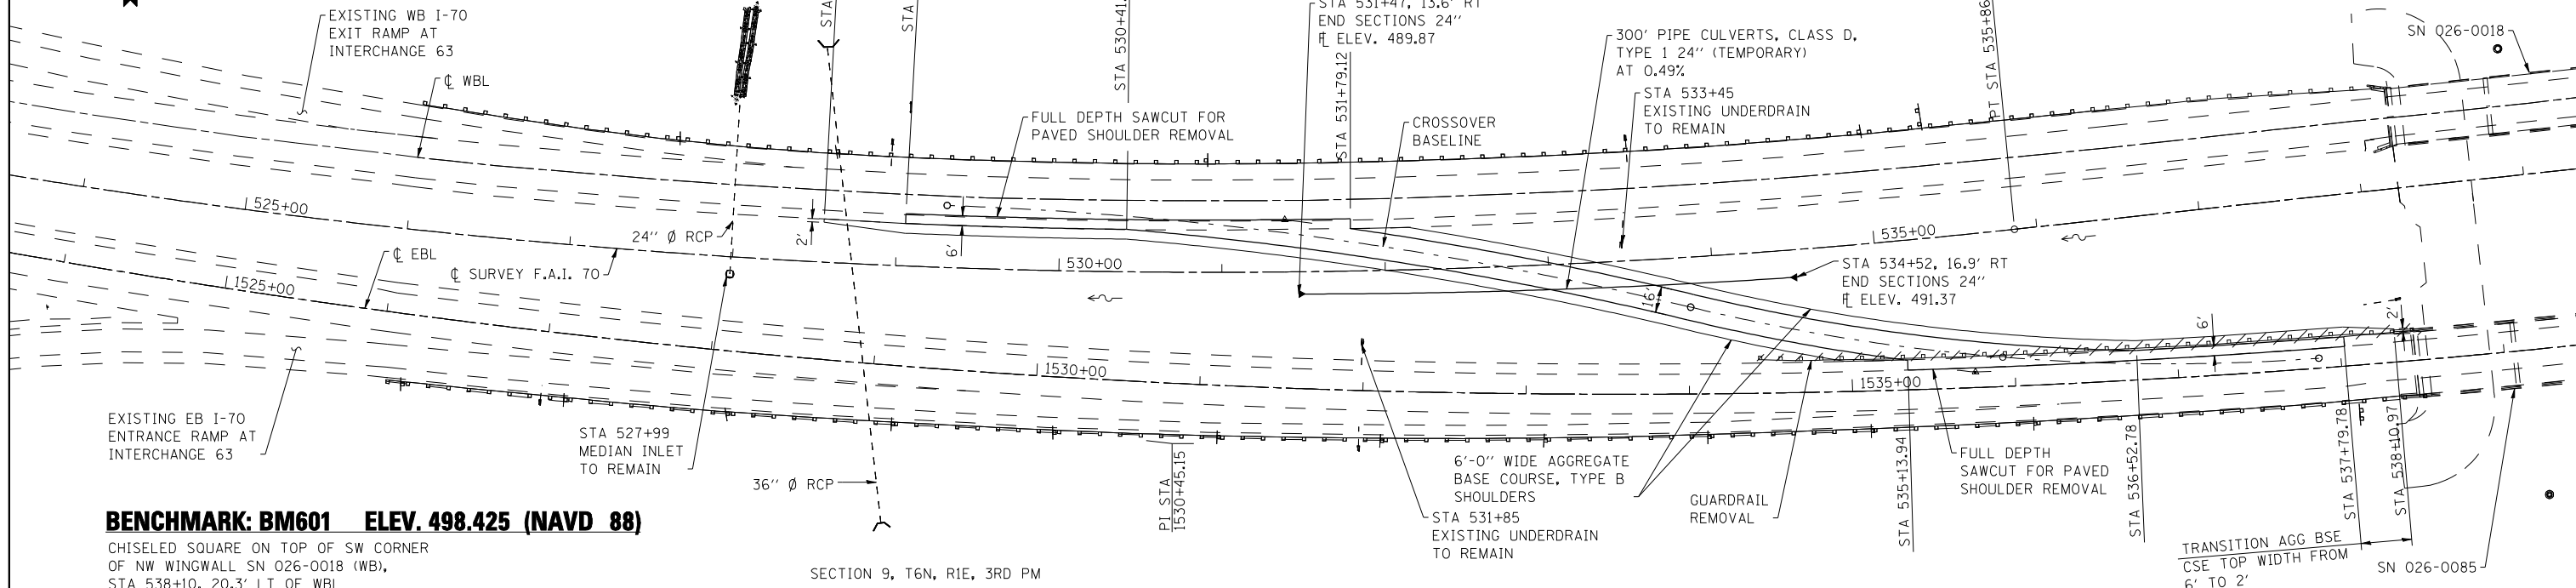 EXISTING WB I-70
EXIT RAMP AT
INTERCHANGE 63
℄ WBL
STA
STA
STA 530+41.
STA 531+47, 13.6' RT
END SECTIONS 24"
F̵L ELEV. 489.87
STA 531+79.12
FULL DEPTH SAWCUT FOR
PAVED SHOULDER REMOVAL
CROSSOVER
BASELINE
300' PIPE CULVERTS, CLASS D,
TYPE 1 24" (TEMPORARY)
AT 0.49%
STA 533+45
EXISTING UNDERDRAIN
TO REMAIN
PT STA 535+86
SN 026-0018
525+00
24" Ø RCP
2'
6'
℄ EBL
℄ SURVEY F.A.I. 70
530+00
535+00
1525+00
STA 534+52, 16.9' RT
END SECTIONS 24"
F̵L ELEV. 491.37
16'
6'
2'
1530+00
1535+00
EXISTING EB I-70
ENTRANCE RAMP AT
INTERCHANGE 63
STA 527+99
MEDIAN INLET
TO REMAIN
36" Ø RCP
PI STA
1530+45.15
6'-0" WIDE AGGREGATE
BASE COURSE, TYPE B
SHOULDERS
STA 531+85
EXISTING UNDERDRAIN
TO REMAIN
GUARDRAIL
REMOVAL
STA 535+13.94
FULL DEPTH
SAWCUT FOR PAVED
SHOULDER REMOVAL
STA 536+52.78
STA 537+79.78
STA 538+10.97
TRANSITION AGG BSE
CSE TOP WIDTH FROM
6' TO 2'
SN 026-0085
BENCHMARK: BM601 ELEV. 498.425 (NAVD 88)
CHISELED SQUARE ON TOP OF SW CORNER
OF NW WINGWALL SN 026-0018 (WB),
STA 538+10, 20.3' LT OF WBL
SECTION 9, T6N, R1E, 3RD PM